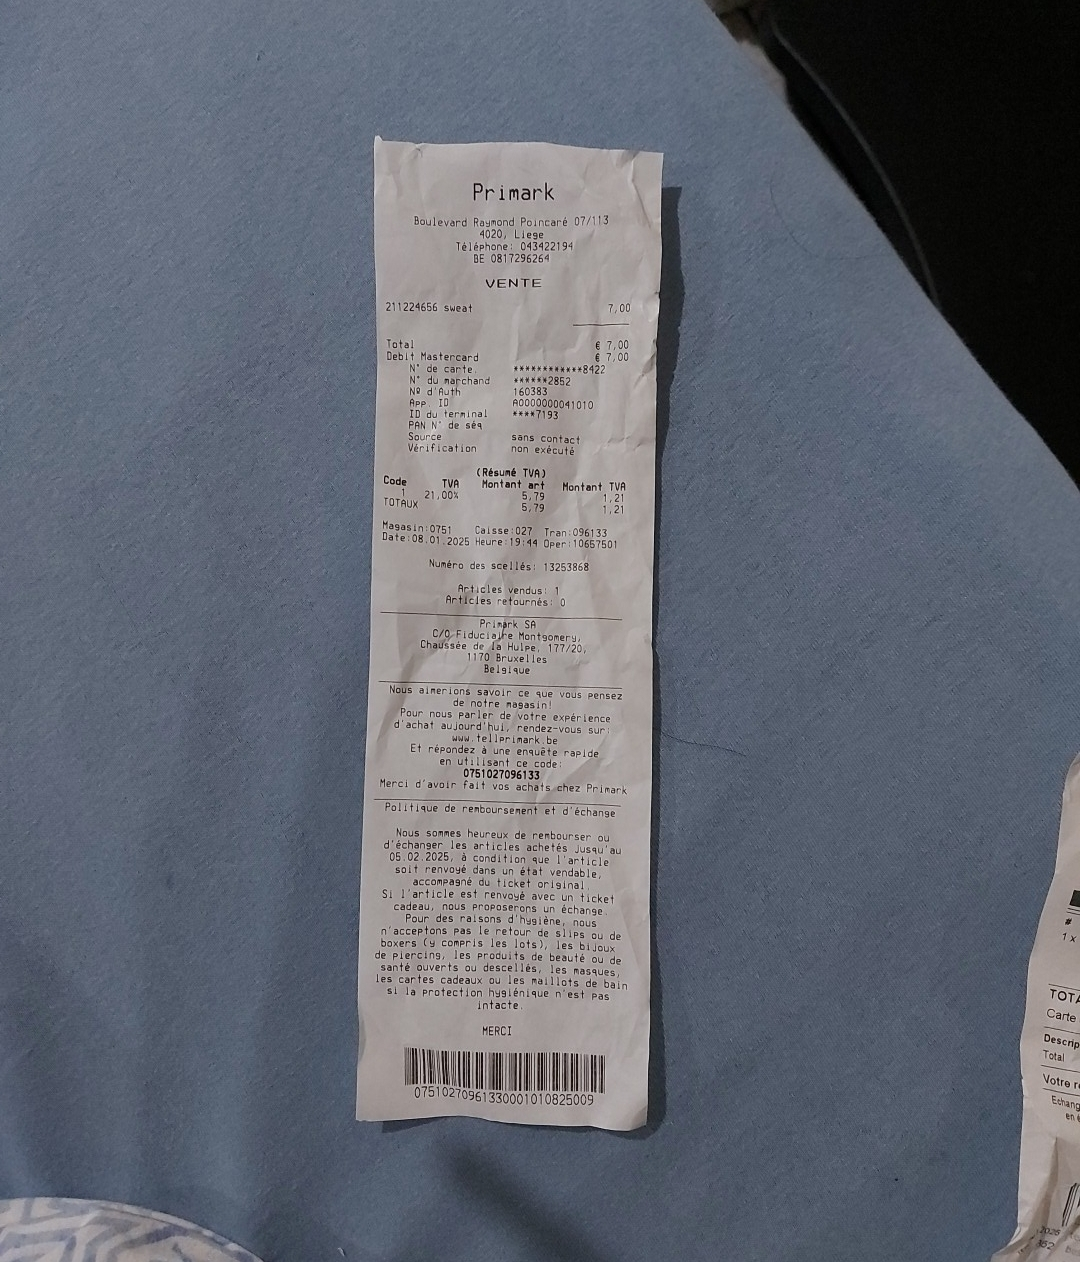 Primark
Boulevard Raymond Poincaré 07/113
4020, Liege
Téléphone: 043422194
BE 0817296264
VENTE
211224656 sweat 7,00
Total € 7,00
Debit Mastercard € 7,00
N° de carte. ************8422
N° du marchand ******2852
Nº d'Auth 160383
App. ID A0000000041010
ID du terminal ****7193
PAN N° de séq
Source sans contact
Vérification non exécuté
(Résumé TVA)
Code TVA Montant art Montant TVA
1 21,00% 5,79 1,21
TOTAUX 5,79 1,21
Magasin:0751 Caisse:027 Tran:096133
Date:08.01.2025 Heure:19:44 Oper:10657501
Numéro des scellés: 13253868
Articles vendus: 1
Articles retournés: 0
Primark SA
C/O Fiduciaire Montgomery,
Chaussée de la Hulpe, 177/20,
1170 Bruxelles
Belgique
Nous aimerions savoir ce que vous pensez
de notre magasin!
Pour nous parler de votre expérience
d'achat aujourd'hui, rendez-vous sur:
www.tellprimark.be
Et répondez à une enquête rapide
en utilisant ce code:
0751027096133
Merci d'avoir fait vos achats chez Primark
Politique de remboursement et d'échange
Nous sommes heureux de rembourser ou
d'échanger les articles achetés jusqu'au
05.02.2025, à condition que l'article
soit renvoyé dans un état vendable,
accompagné du ticket original.
Si l'article est renvoyé avec un ticket
cadeau, nous proposerons un échange.
Pour des raisons d'hygiène, nous
n'acceptons pas le retour de slips ou de
boxers (y compris les lots), les bijoux
de piercing, les produits de beauté ou de
santé ouverts ou descellés, les masques,
les cartes cadeaux ou les maillots de bain
si la protection hygiénique n'est pas
intacte.
MERCI
07510270961330001010825009
#
1 x
TOTA
Carte
Descrip
Total
Votre r
Echang
en é